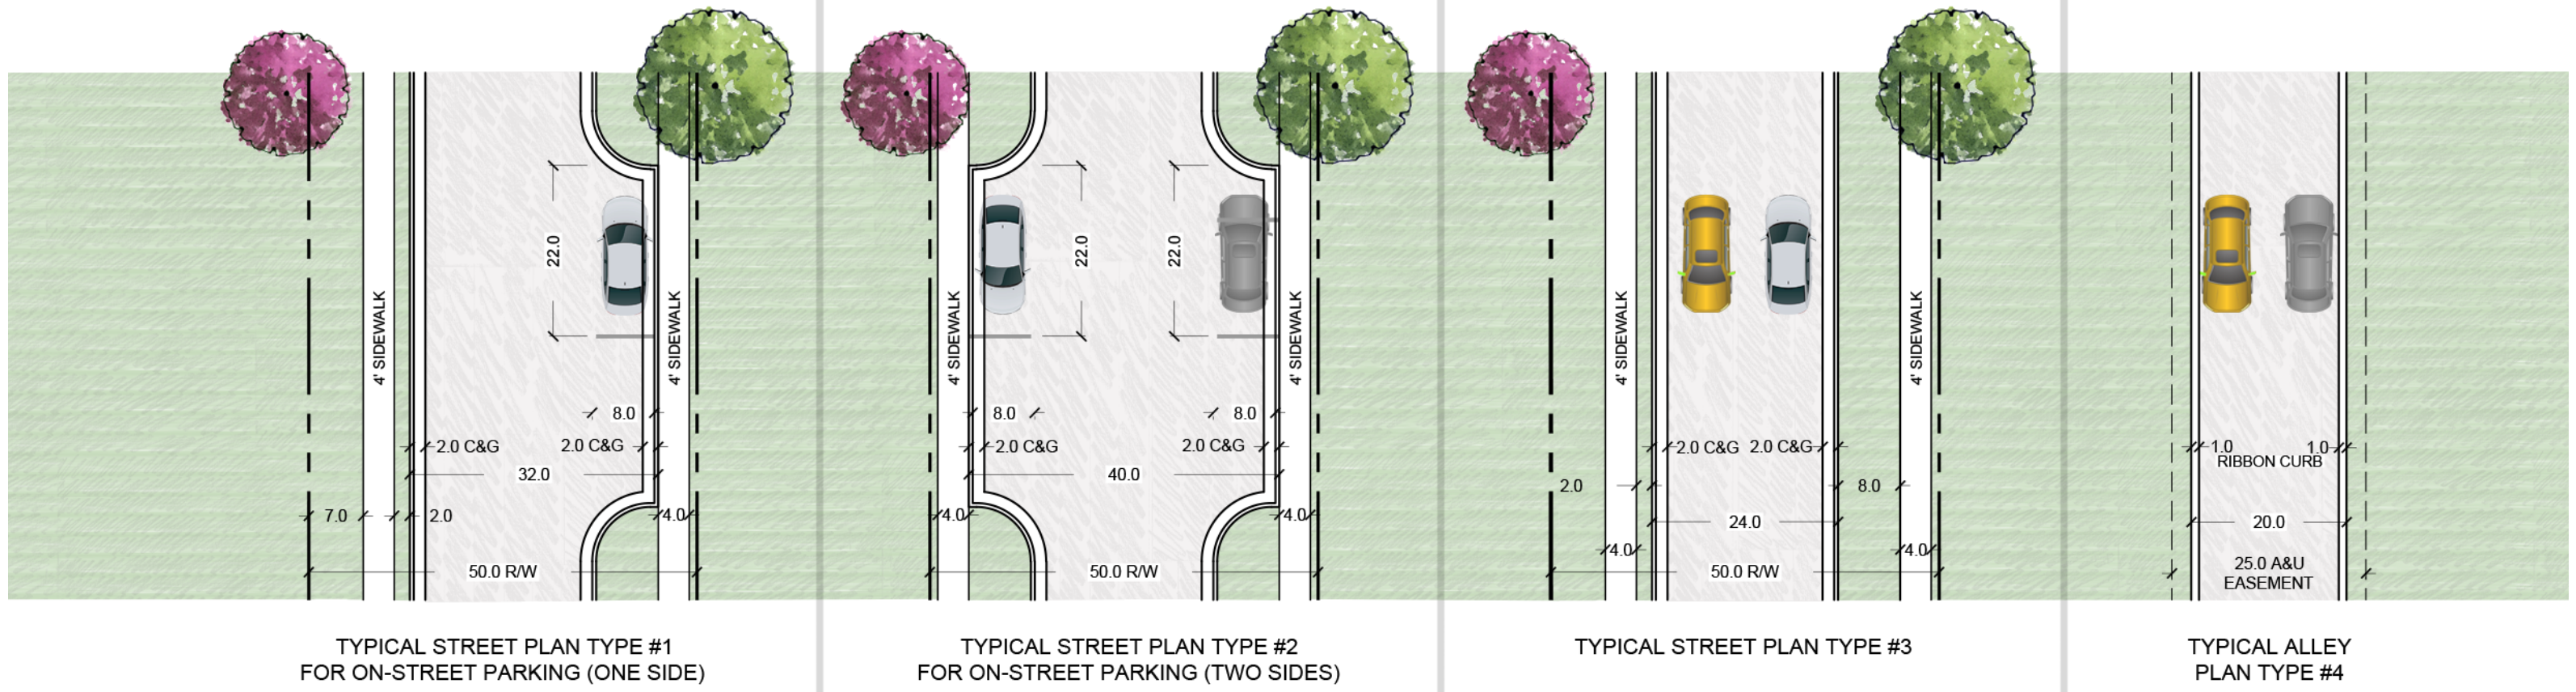 22.0
4' SIDEWALK
4' SIDEWALK
8.0
2.0 C&G
2.0 C&G
32.0
7.0
2.0
4.0
50.0 R/W
TYPICAL STREET PLAN TYPE #1
FOR ON-STREET PARKING (ONE SIDE)
22.0
22.0
4' SIDEWALK
4' SIDEWALK
8.0
8.0
2.0 C&G
2.0 C&G
40.0
4.0
4.0
50.0 R/W
TYPICAL STREET PLAN TYPE #2
FOR ON-STREET PARKING (TWO SIDES)
4' SIDEWALK
4' SIDEWALK
2.0 C&G
2.0 C&G
2.0
8.0
24.0
4.0
4.0
50.0 R/W
TYPICAL STREET PLAN TYPE #3
1.0
1.0
RIBBON CURB
20.0
25.0 A&U
EASEMENT
TYPICAL ALLEY
PLAN TYPE #4